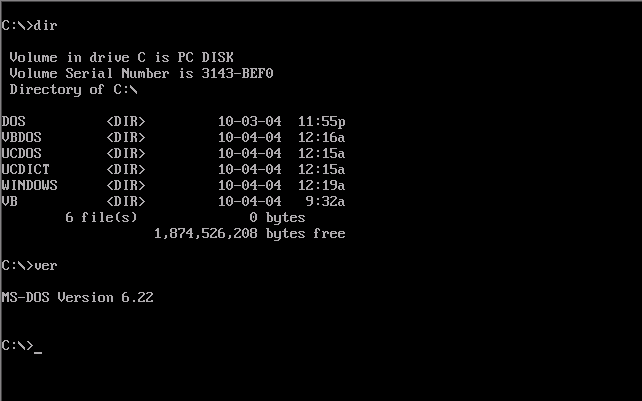 C:\>dir
Volume in drive C is PC DISK
Volume Serial Number is 3143-BEF0
Directory of C:\
DOS          <DIR>         10-03-04  11:55p
VBDOS        <DIR>         10-04-04  12:16a
UCDOS        <DIR>         10-04-04  12:15a
UCDICT       <DIR>         10-04-04  12:15a
WINDOWS      <DIR>         10-04-04  12:19a
VB           <DIR>         10-04-04   9:32a
6 file(s)              0 bytes
1,874,526,208 bytes free
C:\>ver
MS-DOS Version 6.22
C:\>_